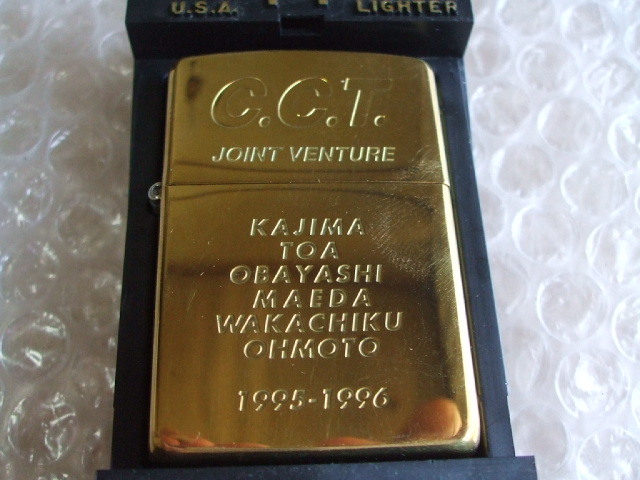 U.S.A. LIGHTER
C.C.T.
JOINT VENTURE
KAJIMA
TOA
OBAYASHI
MAEDA
WAKACHIKU
OHMOTO
1995-1996